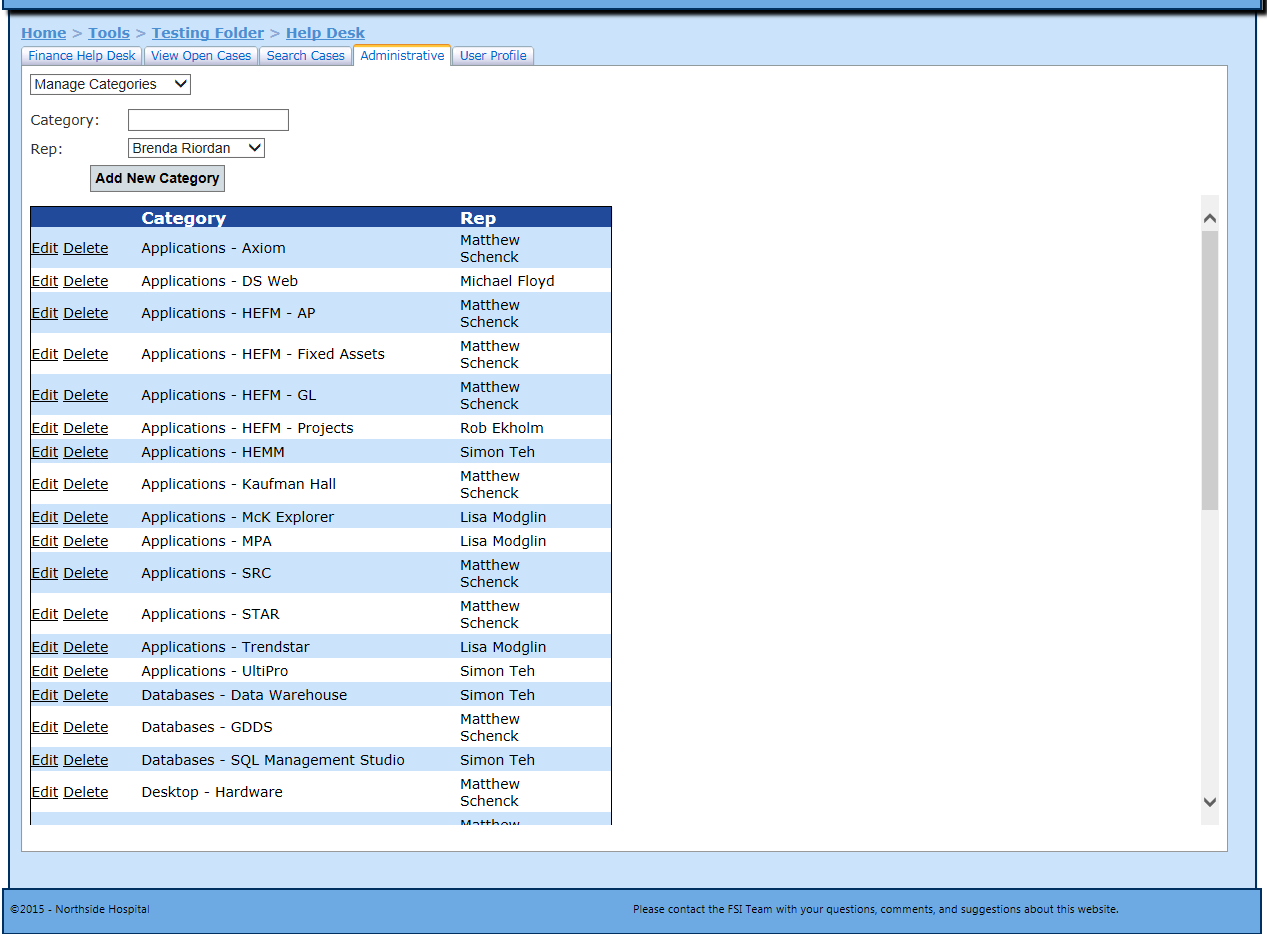 Home > Tools > Testing Folder > Help Desk
Finance Help Desk View Open Cases Search Cases Administrative User Profile
Manage Categories
Category:
Rep: Brenda Riordan
Add New Category
Category Rep
Edit Delete Applications - Axiom Matthew Schenck
Edit Delete Applications - DS Web Michael Floyd
Edit Delete Applications - HEFM - AP Matthew Schenck
Edit Delete Applications - HEFM - Fixed Assets Matthew Schenck
Edit Delete Applications - HEFM - GL Matthew Schenck
Edit Delete Applications - HEFM - Projects Rob Ekholm
Edit Delete Applications - HEMM Simon Teh
Edit Delete Applications - Kaufman Hall Matthew Schenck
Edit Delete Applications - McK Explorer Lisa Modglin
Edit Delete Applications - MPA Lisa Modglin
Edit Delete Applications - SRC Matthew Schenck
Edit Delete Applications - STAR Matthew Schenck
Edit Delete Applications - Trendstar Lisa Modglin
Edit Delete Applications - UltiPro Simon Teh
Edit Delete Databases - Data Warehouse Simon Teh
Edit Delete Databases - GDDS Matthew Schenck
Edit Delete Databases - SQL Management Studio Simon Teh
Edit Delete Desktop - Hardware Matthew Schenck
Matthew
©2015 - Northside Hospital Please contact the FSI Team with your questions, comments, and suggestions about this website.